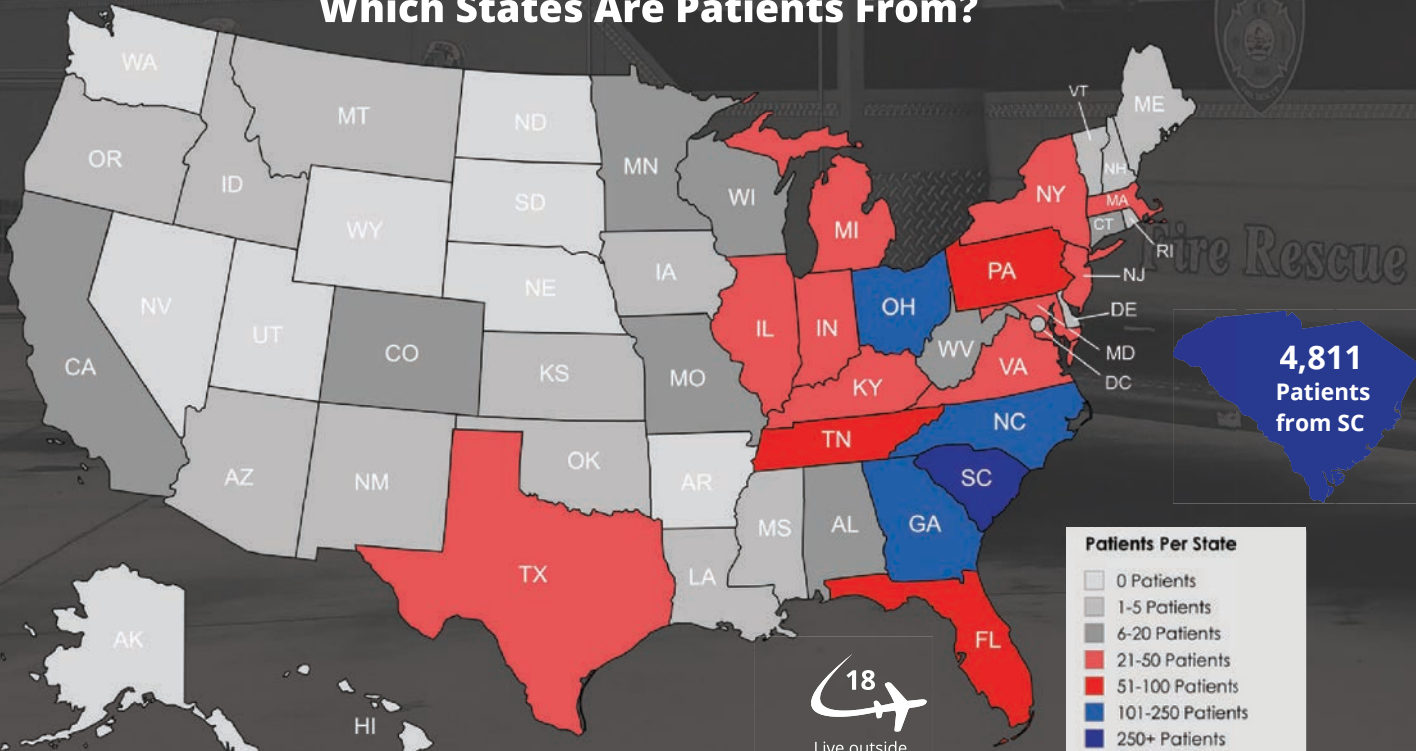 Which States Are Patients From?
WA
MT
ND
MN
VT
ME
OR
ID
SD
WI
NH
NY
MA
WY
MI
CT
RI
IA
PA
NJ
NE
NV
OH
DE
UT
IL
IN
CO
WV
MD
CA
KS
MO
VA
DC
KY
TN
NC
AZ
NM
OK
AR
SC
MS
AL
GA
TX
LA
FL
AK
HI
Fire Rescue
4,811
Patients
from SC
18
Live outside
Patients Per State
0 Patients
1-5 Patients
6-20 Patients
21-50 Patients
51-100 Patients
101-250 Patients
250+ Patients